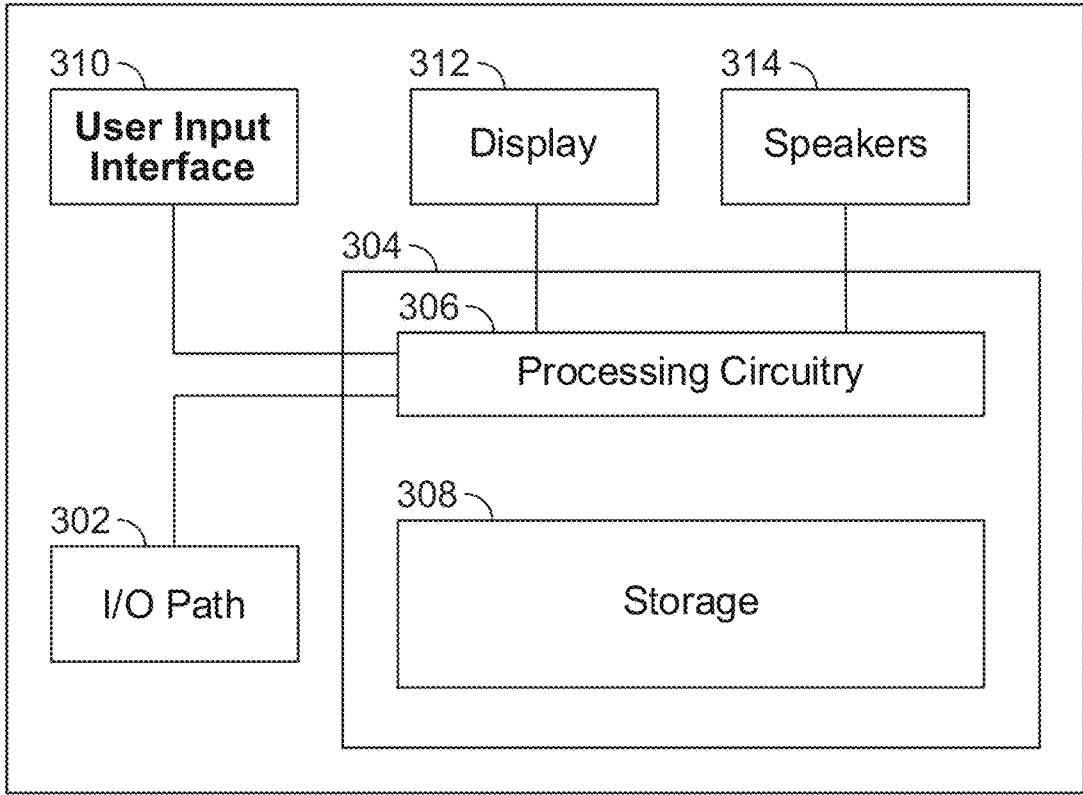 310
User Input
Interface
312
Display
314
Speakers
304
306
Processing Circuitry
302
I/O Path
308
Storage